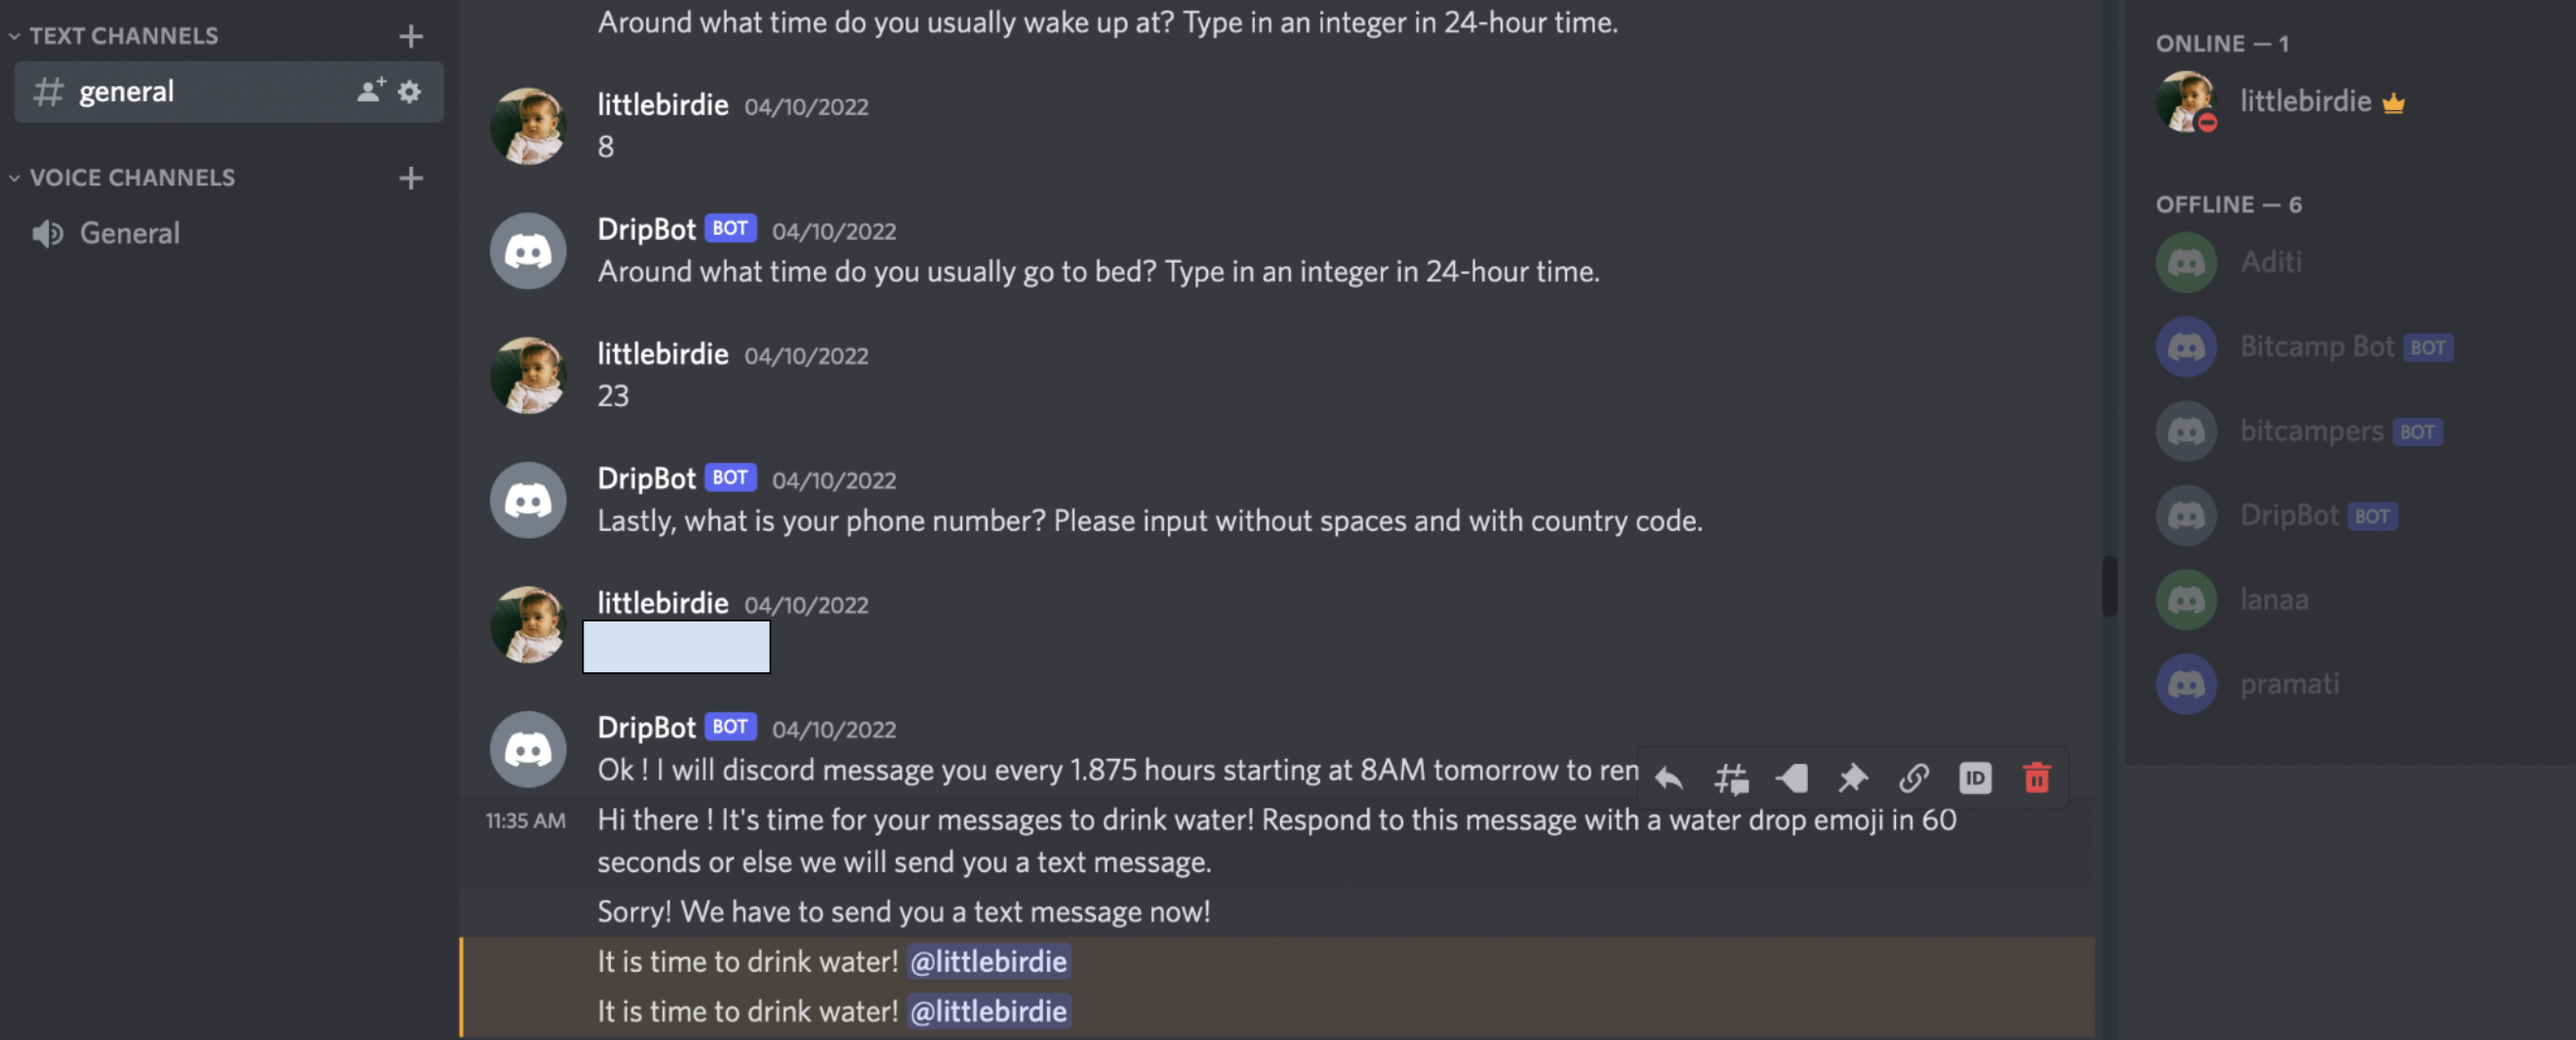 TEXT CHANNELS
general
VOICE CHANNELS
General
Around what time do you usually wake up at? Type in an integer in 24-hour time.
littlebirdie 04/10/2022
8
DripBot BOT 04/10/2022
Around what time do you usually go to bed? Type in an integer in 24-hour time.
littlebirdie 04/10/2022
23
DripBot BOT 04/10/2022
Lastly, what is your phone number? Please input without spaces and with country code.
littlebirdie 04/10/2022
DripBot BOT 04/10/2022
Ok ! I will discord message you every 1.875 hours starting at 8AM tomorrow to
ID
11:35 AM Hi there ! It's time for your messages to drink water! Respond to this message with a water drop emoji in 60
seconds or else we will send you a text message.
Sorry! We have to send you a text message now!
It is time to drink water! @littlebirdie
It is time to drink water! @littlebirdie
ONLINE — 1
littlebirdie
OFFLINE — 6
Aditi
Bitcamp Bot BOT
bitcampers BOT
DripBot BOT
pramati